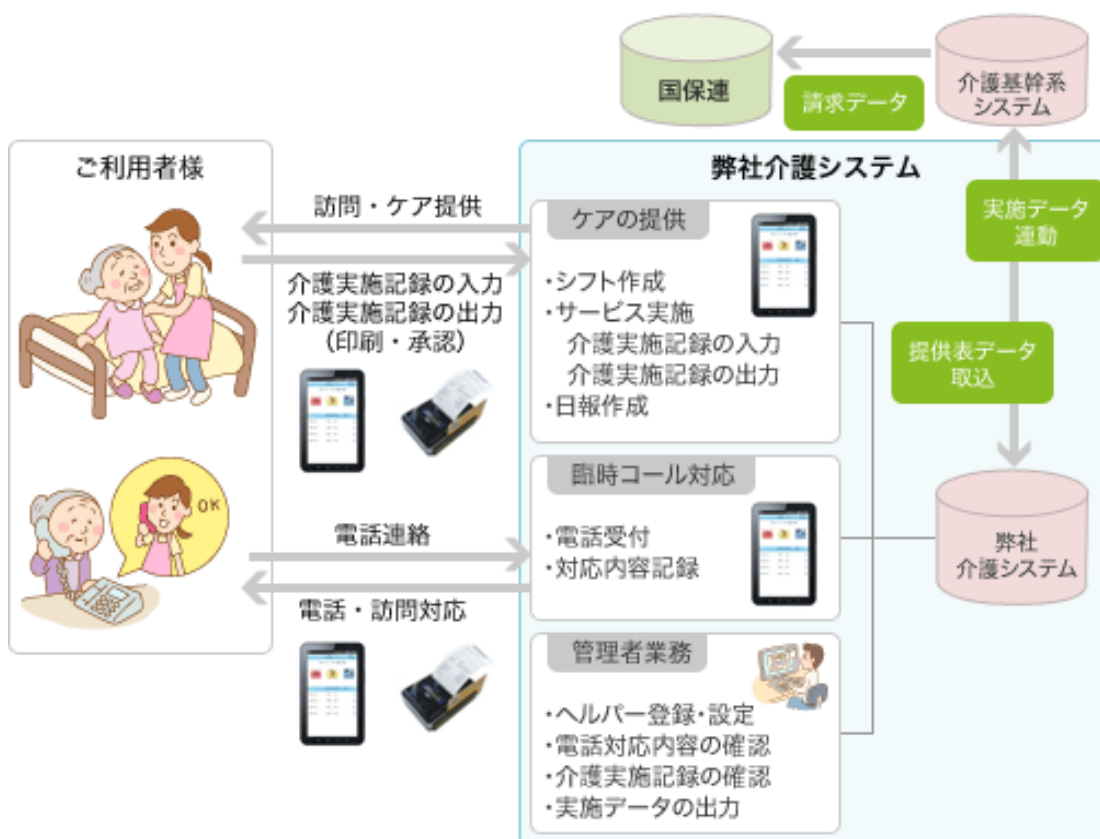 国保連
請求データ
介護基幹系
システム
ご利用者様
弊社介護システム
訪問・ケア提供
介護実施記録の入力
介護実施記録の出力
(印刷・承認)
ケアの提供
・シフト作成
・サービス実施
介護実施記録の入力
介護実施記録の出力
・日報作成
実施データ
連動
提供表データ
取込
OK
電話連絡
電話・訪問対応
臨時コール対応
・電話受付
・対応内容記録
弊社
介護システム
管理者業務
・ヘルパー登録・設定
・電話対応内容の確認
・介護実施記録の確認
・実施データの出力